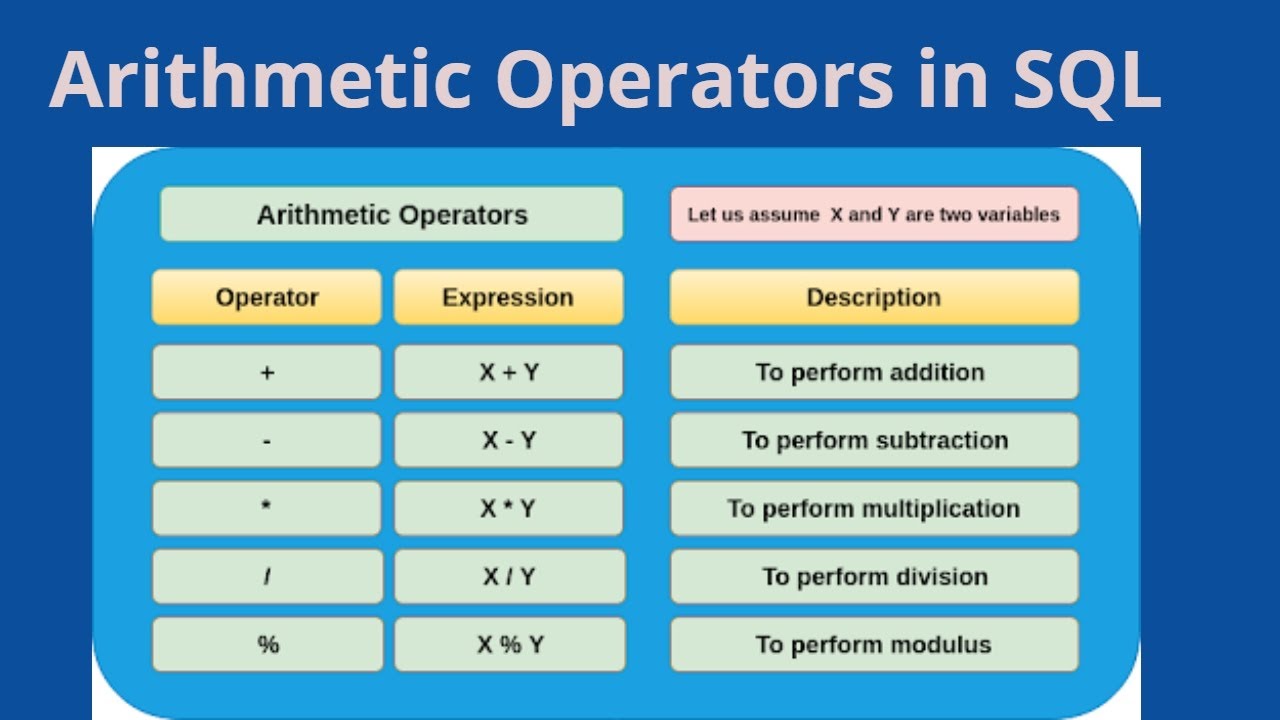 Arithmetic Operators in SQL
Arithmetic Operators
Let us assume X and Y are two variables
Operator
Expression
Description
+
X + Y
To perform addition
-
X - Y
To perform subtraction
*
X * Y
To perform multiplication
/
X / Y
To perform division
%
X % Y
To perform modulus